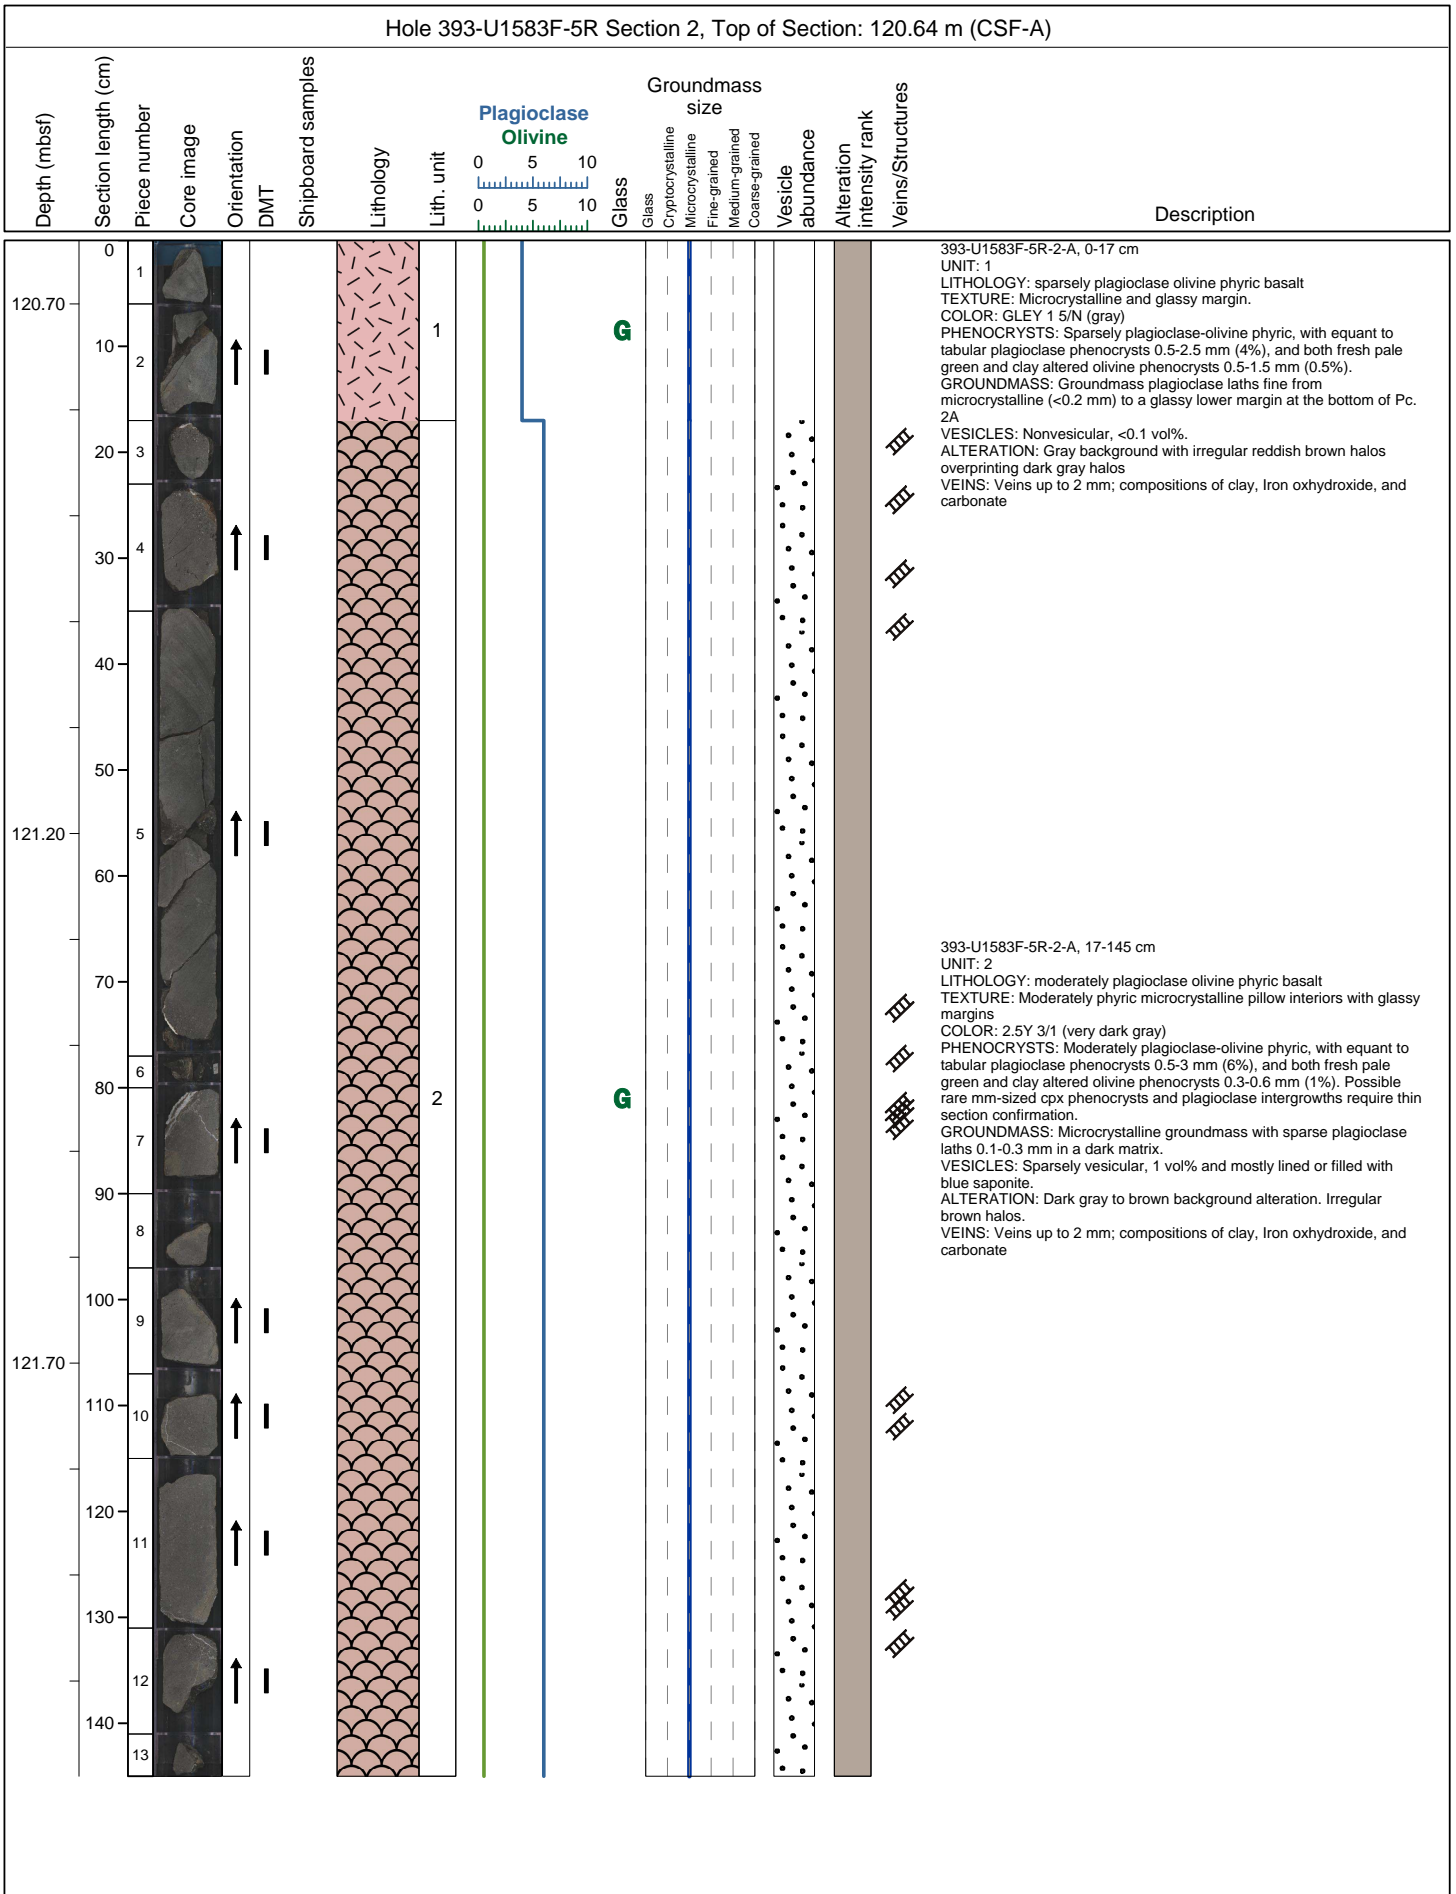 Hole 393-U1583F-5R Section 2, Top of Section: 120.64 m (CSF-A)
Depth (mbsf)
Section length (cm)
Piece number
Core image
Orientation
DMT
Shipboard samples
Lithology
Lith. unit
Plagioclase
Olivine
0 5 10
0 5 10
Glass
Groundmass
size
Glass
Cryptocrystalline
Microcrystalline
Fine-grained
Medium-grained
Coarse-grained
Vesicle
abundance
Alteration
intensity rank
Veins/Structures
Description
120.70
121.20
121.70
0
10
20
30
40
50
60
70
80
90
100
110
120
130
140
1
2
3
4
5
6
7
8
9
10
11
12
13
1
2
G
G
393-U1583F-5R-2-A, 0-17 cm
UNIT: 1
LITHOLOGY: sparsely plagioclase olivine phyric basalt
TEXTURE: Microcrystalline and glassy margin.
COLOR: GLEY 1 5/N (gray)
PHENOCRYSTS: Sparsely plagioclase-olivine phyric, with equant to
tabular plagioclase phenocrysts 0.5-2.5 mm (4%), and both fresh pale
green and clay altered olivine phenocrysts 0.5-1.5 mm (0.5%).
GROUNDMASS: Groundmass plagioclase laths fine from
microcrystalline (<0.2 mm) to a glassy lower margin at the bottom of Pc.
2A
VESICLES: Nonvesicular, <0.1 vol%.
ALTERATION: Gray background with irregular reddish brown halos
overprinting dark gray halos
VEINS: Veins up to 2 mm; compositions of clay, Iron oxhydroxide, and
carbonate
393-U1583F-5R-2-A, 17-145 cm
UNIT: 2
LITHOLOGY: moderately plagioclase olivine phyric basalt
TEXTURE: Moderately phyric microcrystalline pillow interiors with glassy
margins
COLOR: 2.5Y 3/1 (very dark gray)
PHENOCRYSTS: Moderately plagioclase-olivine phyric, with equant to
tabular plagioclase phenocrysts 0.5-3 mm (6%), and both fresh pale
green and clay altered olivine phenocrysts 0.3-0.6 mm (1%). Possible
rare mm-sized cpx phenocrysts and plagioclase intergrowths require thin
section confirmation.
GROUNDMASS: Microcrystalline groundmass with sparse plagioclase
laths 0.1-0.3 mm in a dark matrix.
VESICLES: Sparsely vesicular, 1 vol% and mostly lined or filled with
blue saponite.
ALTERATION: Dark gray to brown background alteration. Irregular
brown halos.
VEINS: Veins up to 2 mm; compositions of clay, Iron oxhydroxide, and
carbonate